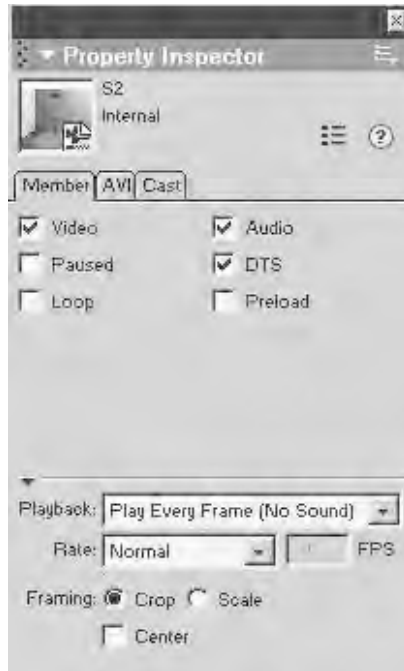 Property Inspector
S2
Internal
?
Member AVI Cast
Video Audio
Paused DTS
Loop Preload
Playback: Play Every Frame (No Sound)
Rate: Normal FPS
Framing: Crop Scale
Center